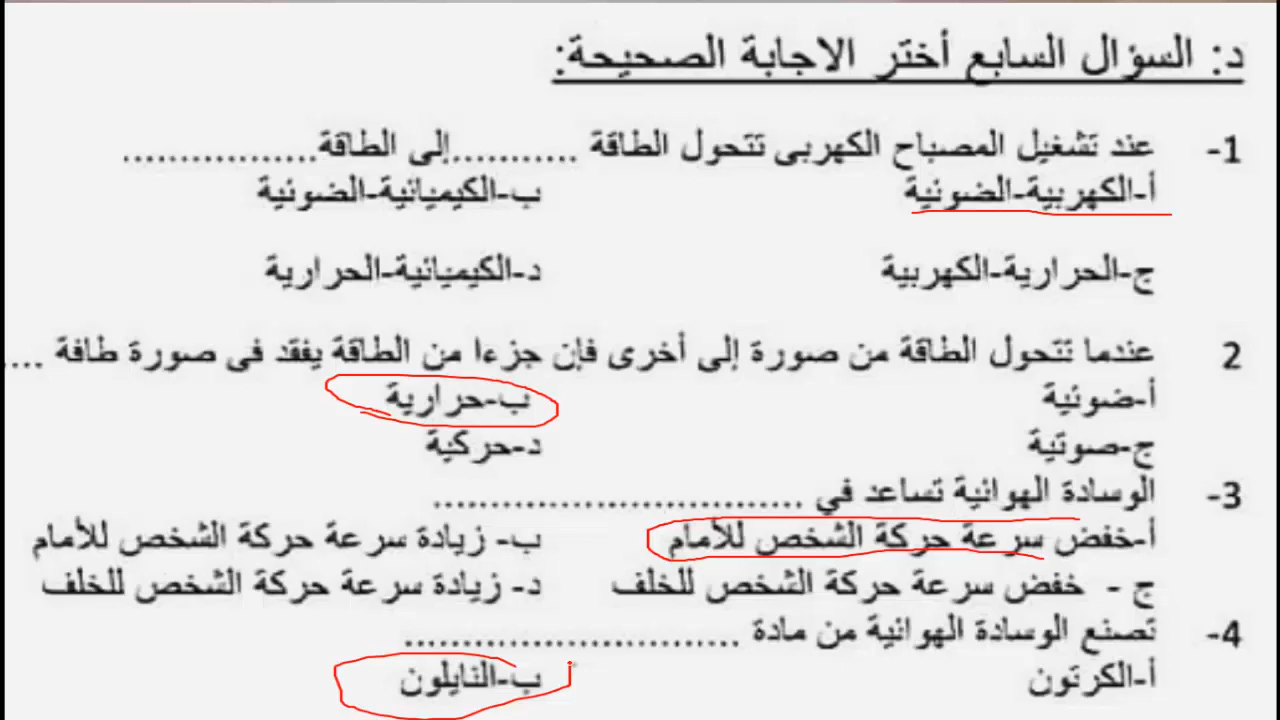 د: السؤال السابع أختر الاجابة الصحيحة:
1- عند تشغيل المصباح الكهربى تتحول الطاقة ...........إلى الطاقة.................
أ-الكهربية-الضوئية ب-الكيميائية-الضوئية
ج-الحرارية-الكهربية د-الكيميائية-الحرارية
2 عندما تتحول الطاقة من صورة إلى أخرى فإن جزءا من الطاقة يفقد فى صورة طاقة ....
أ-ضوئية ب-حرارية
ج-صوتية د-حركية
3- الوسادة الهوائية تساعد في ................................
أ-خفض سرعة حركة الشخص للأمام ب- زيادة سرعة حركة الشخص للأمام
ج - خفض سرعة حركة الشخص للخلف د- زيادة سرعة حركة الشخص للخلف
4- تصنع الوسادة الهوائية من مادة .............................
أ-الكرتون ب-النايلون